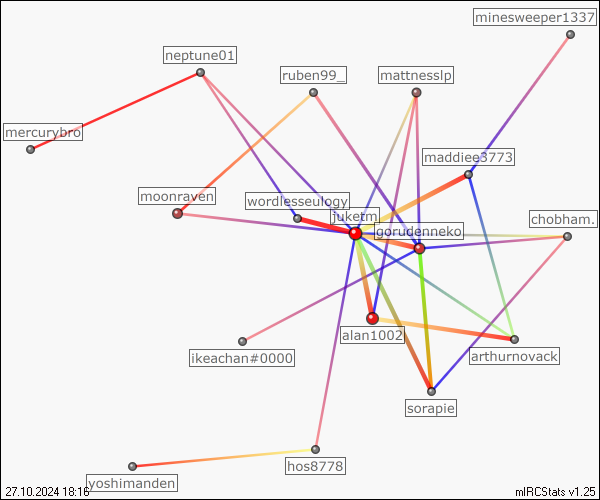 minesweeper1337
neptune01
ruben99_
mattnesslp
mercurybro
maddiee3773
moonraven
wordlesseulogy
juketm
chobham.
gorudenneko
alan1002
ikeachan#0000
arthurnovack
sorapie
hos8778
yoshimanden
27.10.2024 18:16
mIRCStats v1.25